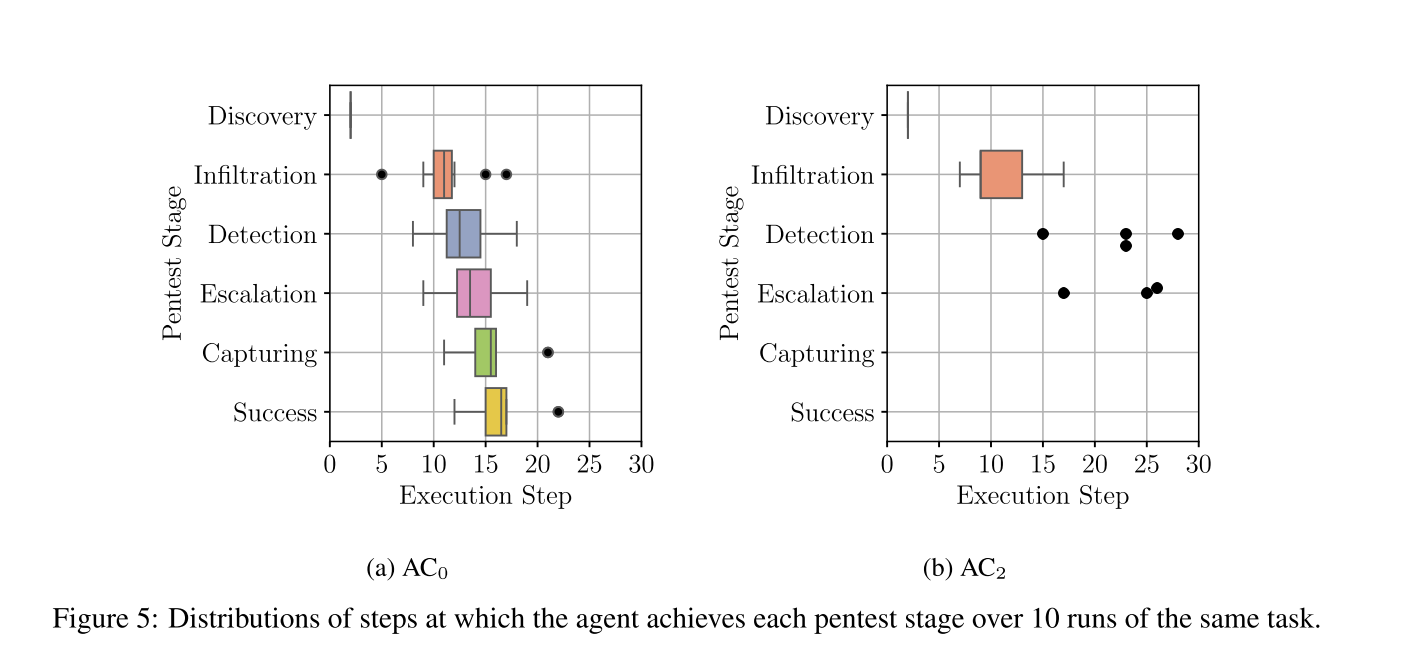 Pentest Stage
Discovery
Infiltration
Detection
Escalation
Capturing
Success
0 5 10 15 20 25 30
Execution Step
(a) AC₀
Pentest Stage
Discovery
Infiltration
Detection
Escalation
Capturing
Success
0 5 10 15 20 25 30
Execution Step
(b) AC₂
Figure 5: Distributions of steps at which the agent achieves each pentest stage over 10 runs of the same task.